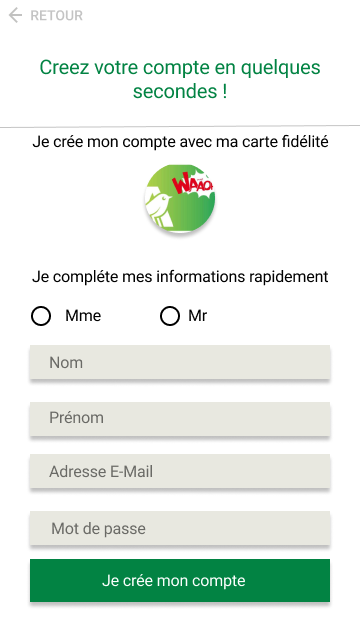 RETOUR
Creez votre compte en quelques
secondes !
Je crée mon compte avec ma carte fidélité
WAAO!
Je compléte mes informations rapidement
Mme Mr
Nom
Prénom
Adresse E-Mail
Mot de passe
Je crée mon compte